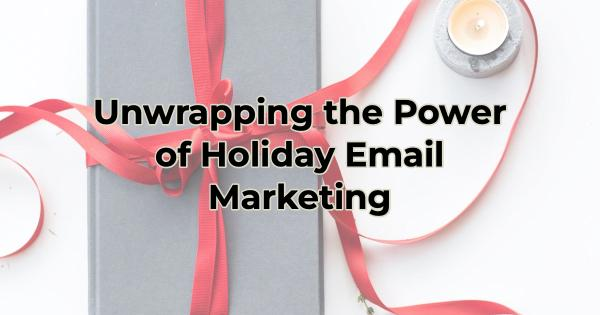 Unwrapping the Power
of Holiday Email
Marketing